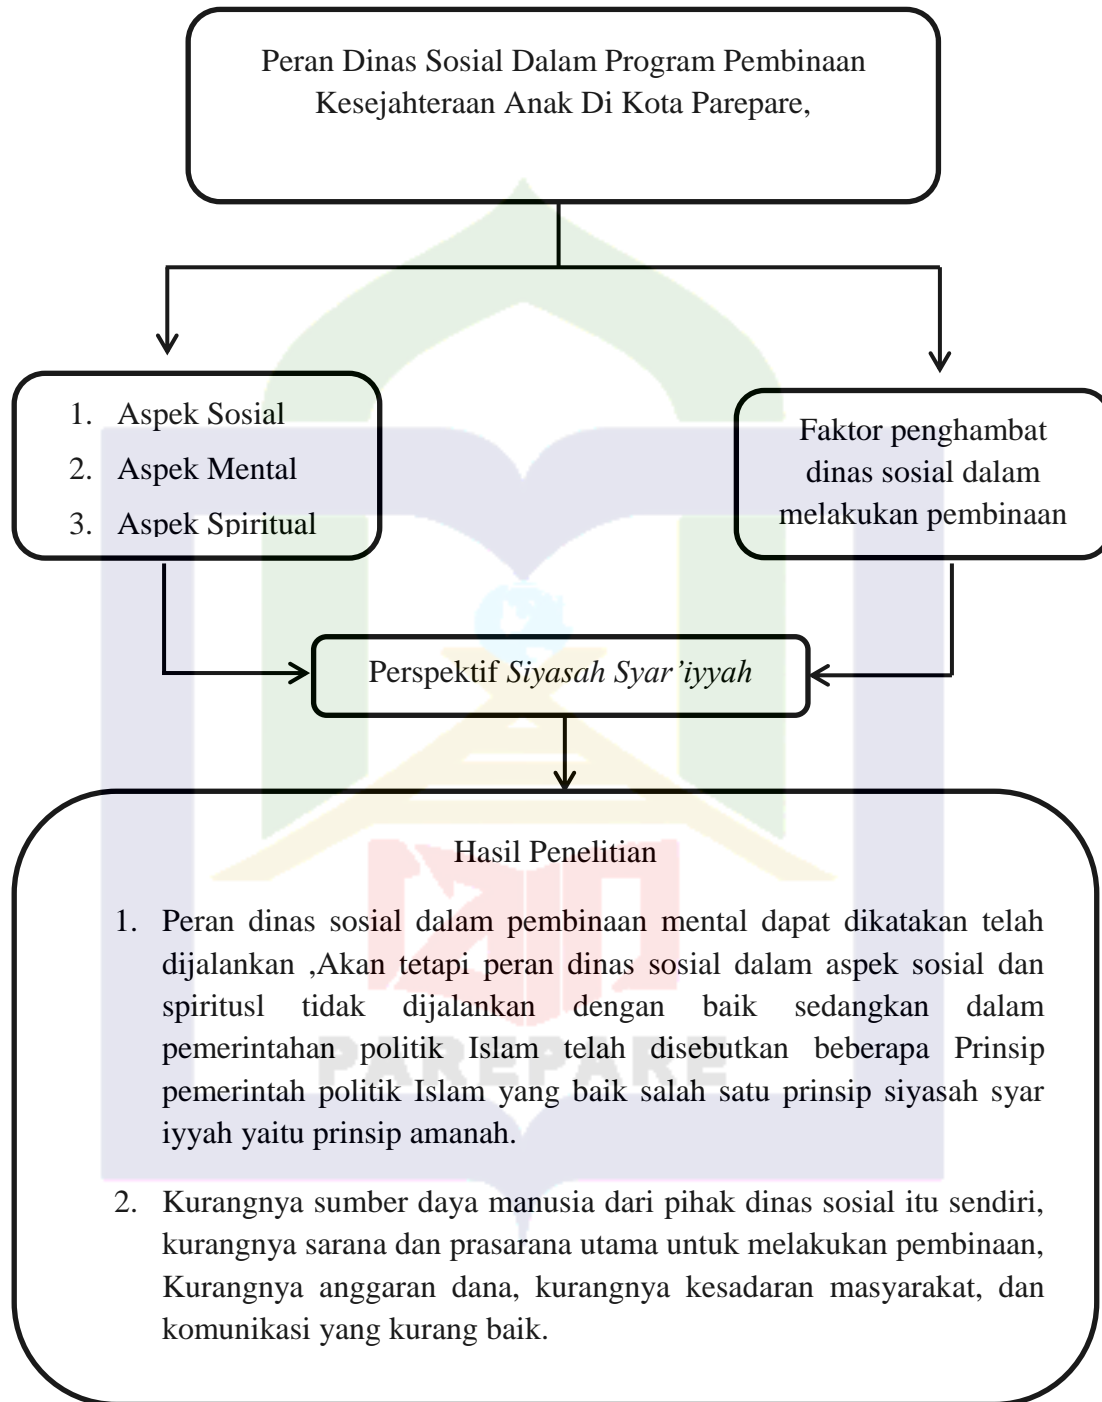 Peran Dinas Sosial Dalam Program Pembinaan
Kesejahteraan Anak Di Kota Parepare,
1. Aspek Sosial
2. Aspek Mental
3. Aspek Spiritual
Faktor penghambat
dinas sosial dalam
melakukan pembinaan
Perspektif Siyasah Syar’iyyah
Hasil Penelitian
1. Peran dinas sosial dalam pembinaan mental dapat dikatakan telah
dijalankan ,Akan tetapi peran dinas sosial dalam aspek sosial dan
spiritusl tidak dijalankan dengan baik sedangkan dalam
pemerintahan politik Islam telah disebutkan beberapa Prinsip
pemerintah politik Islam yang baik salah satu prinsip siyasah syar
iyyah yaitu prinsip amanah.
2. Kurangnya sumber daya manusia dari pihak dinas sosial itu sendiri,
kurangnya sarana dan prasarana utama untuk melakukan pembinaan,
Kurangnya anggaran dana, kurangnya kesadaran masyarakat, dan
komunikasi yang kurang baik.
PAREPARE